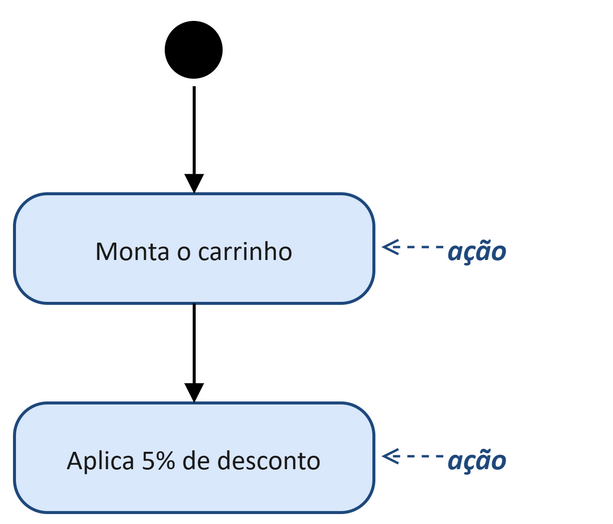 Monta o carrinho
ação
Aplica 5% de desconto
ação